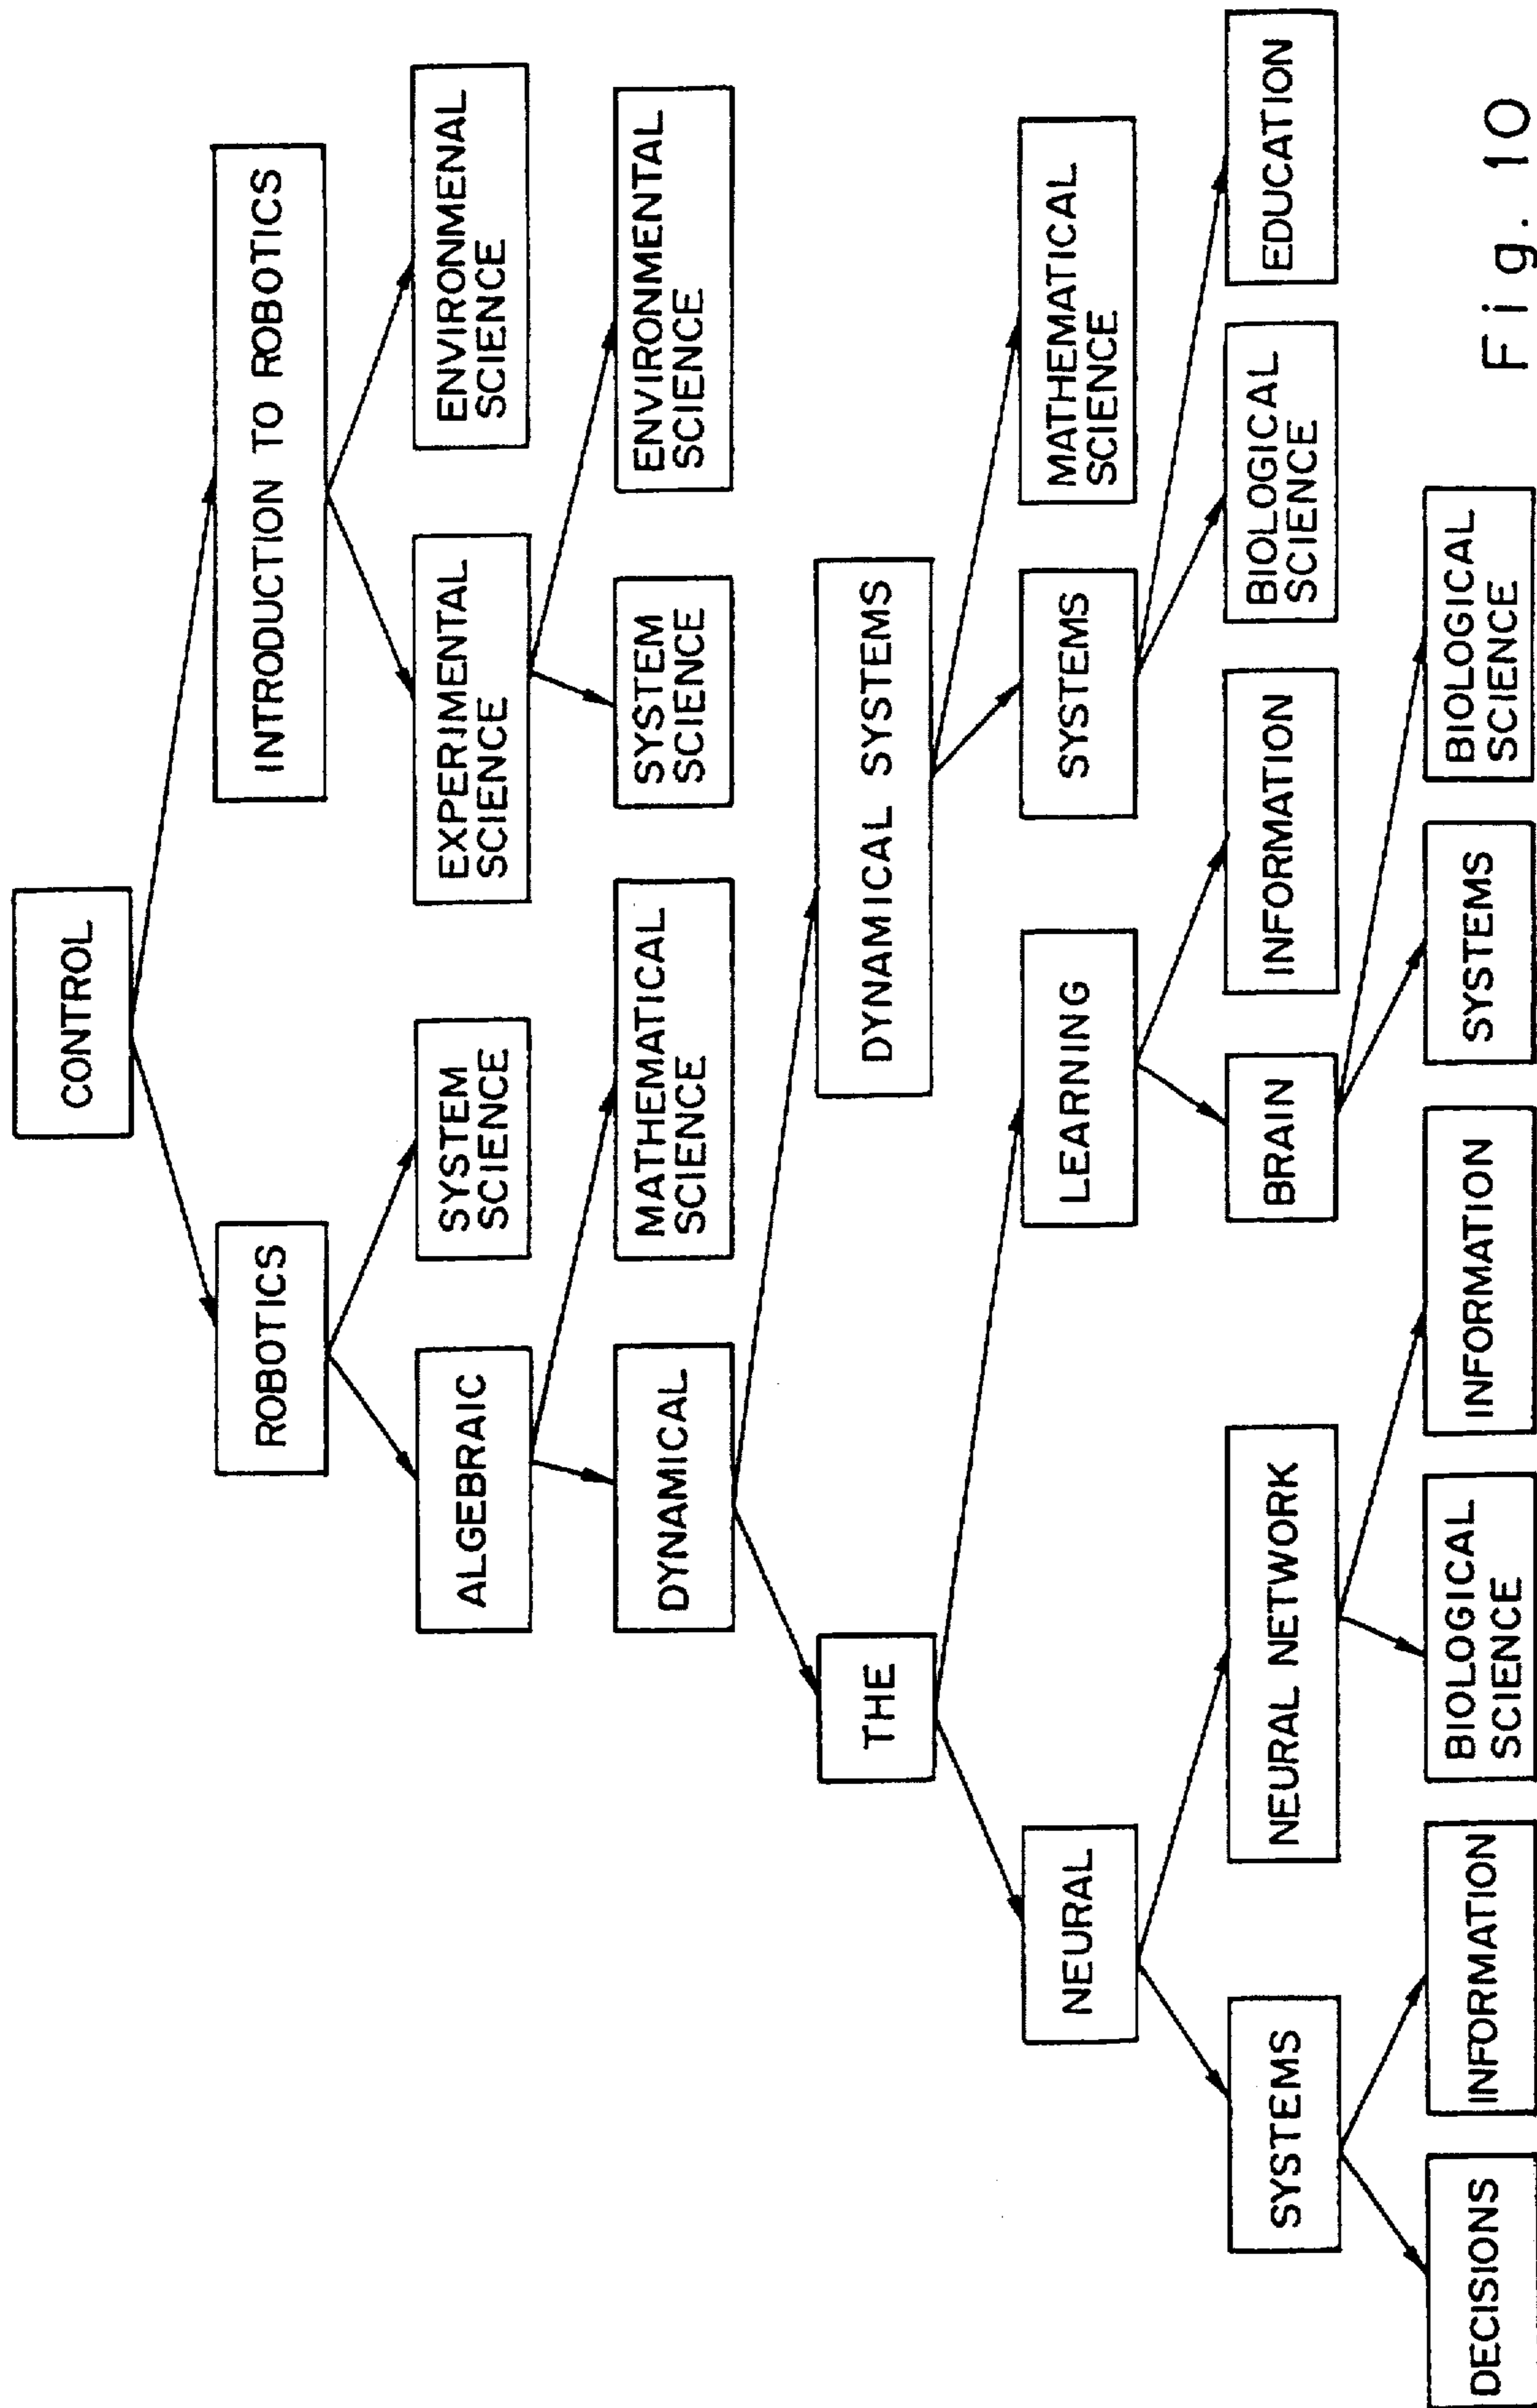 CONTROL
ROBOTICS
INTRODUCTION TO ROBOTICS
ALGEBRAIC
SYSTEM
SCIENCE
EXPERIMENTAL
SCIENCE
ENVIRONMENAL
SCIENCE
DYNAMICAL
MATHEMATICAL
SCIENCE
SYSTEM
SCIENCE
ENVIRONMENTAL
SCIENCE
THE
DYNAMICAL SYSTEMS
NEURAL
LEARNING
SYSTEMS
MATHEMATICAL
SCIENCE
SYSTEMS
NEURAL NETWORK
BRAIN
INFORMATION
BIOLOGICAL
SCIENCE
EDUCATION
DECISIONS
INFORMATION
BIOLOGICAL
SCIENCE
INFORMATION
SYSTEMS
BIOLOGICAL
SCIENCE
Fig. 10